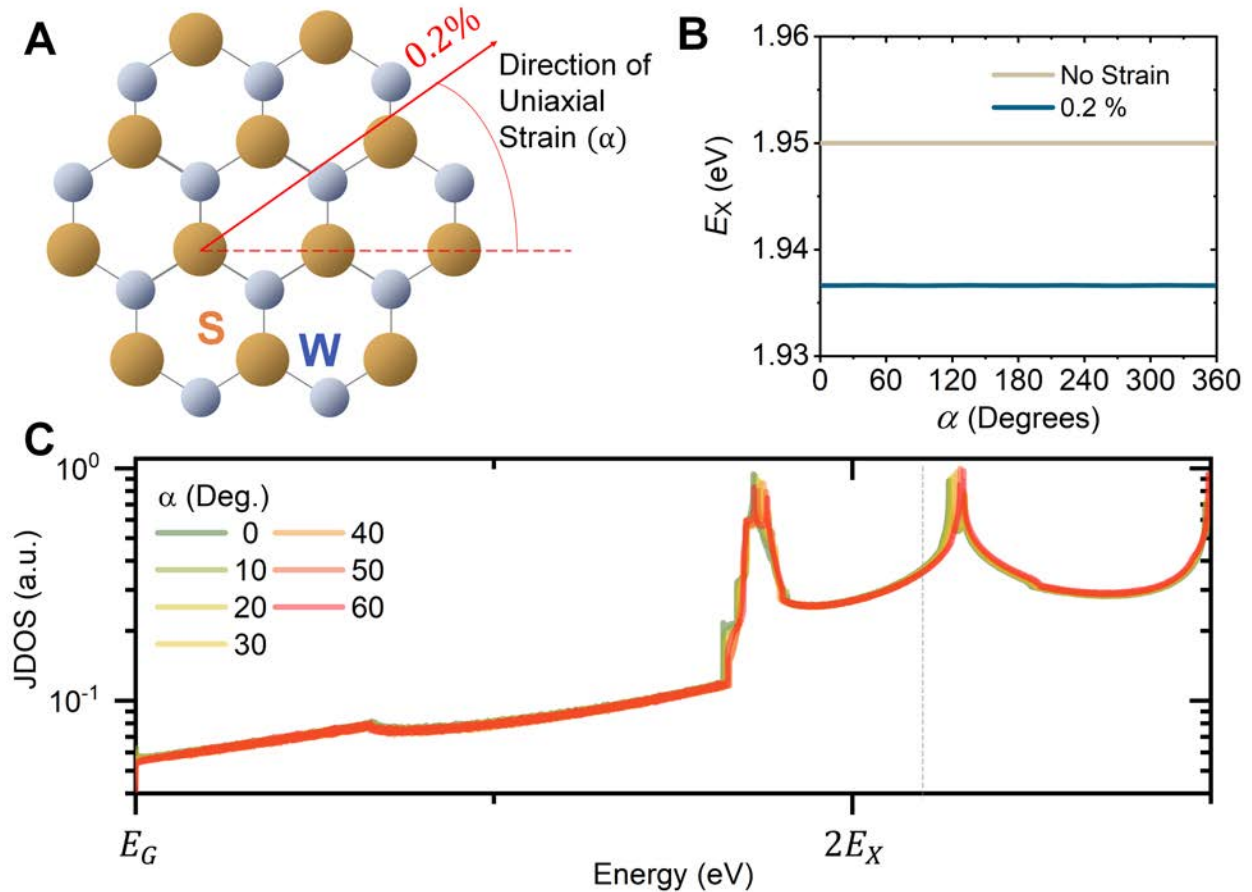 A
0.2%
Direction of
Uniaxial
Strain (α)
S
W
B
1.96
1.95
1.94
1.93
E_X (eV)
No Strain
0.2 %
0 60 120 180 240 300 360
α (Degrees)
C
10⁰
10⁻¹
JDOS (a.u.)
α (Deg.)
0 40
10 50
20 60
30
E_G 2E_X
Energy (eV)